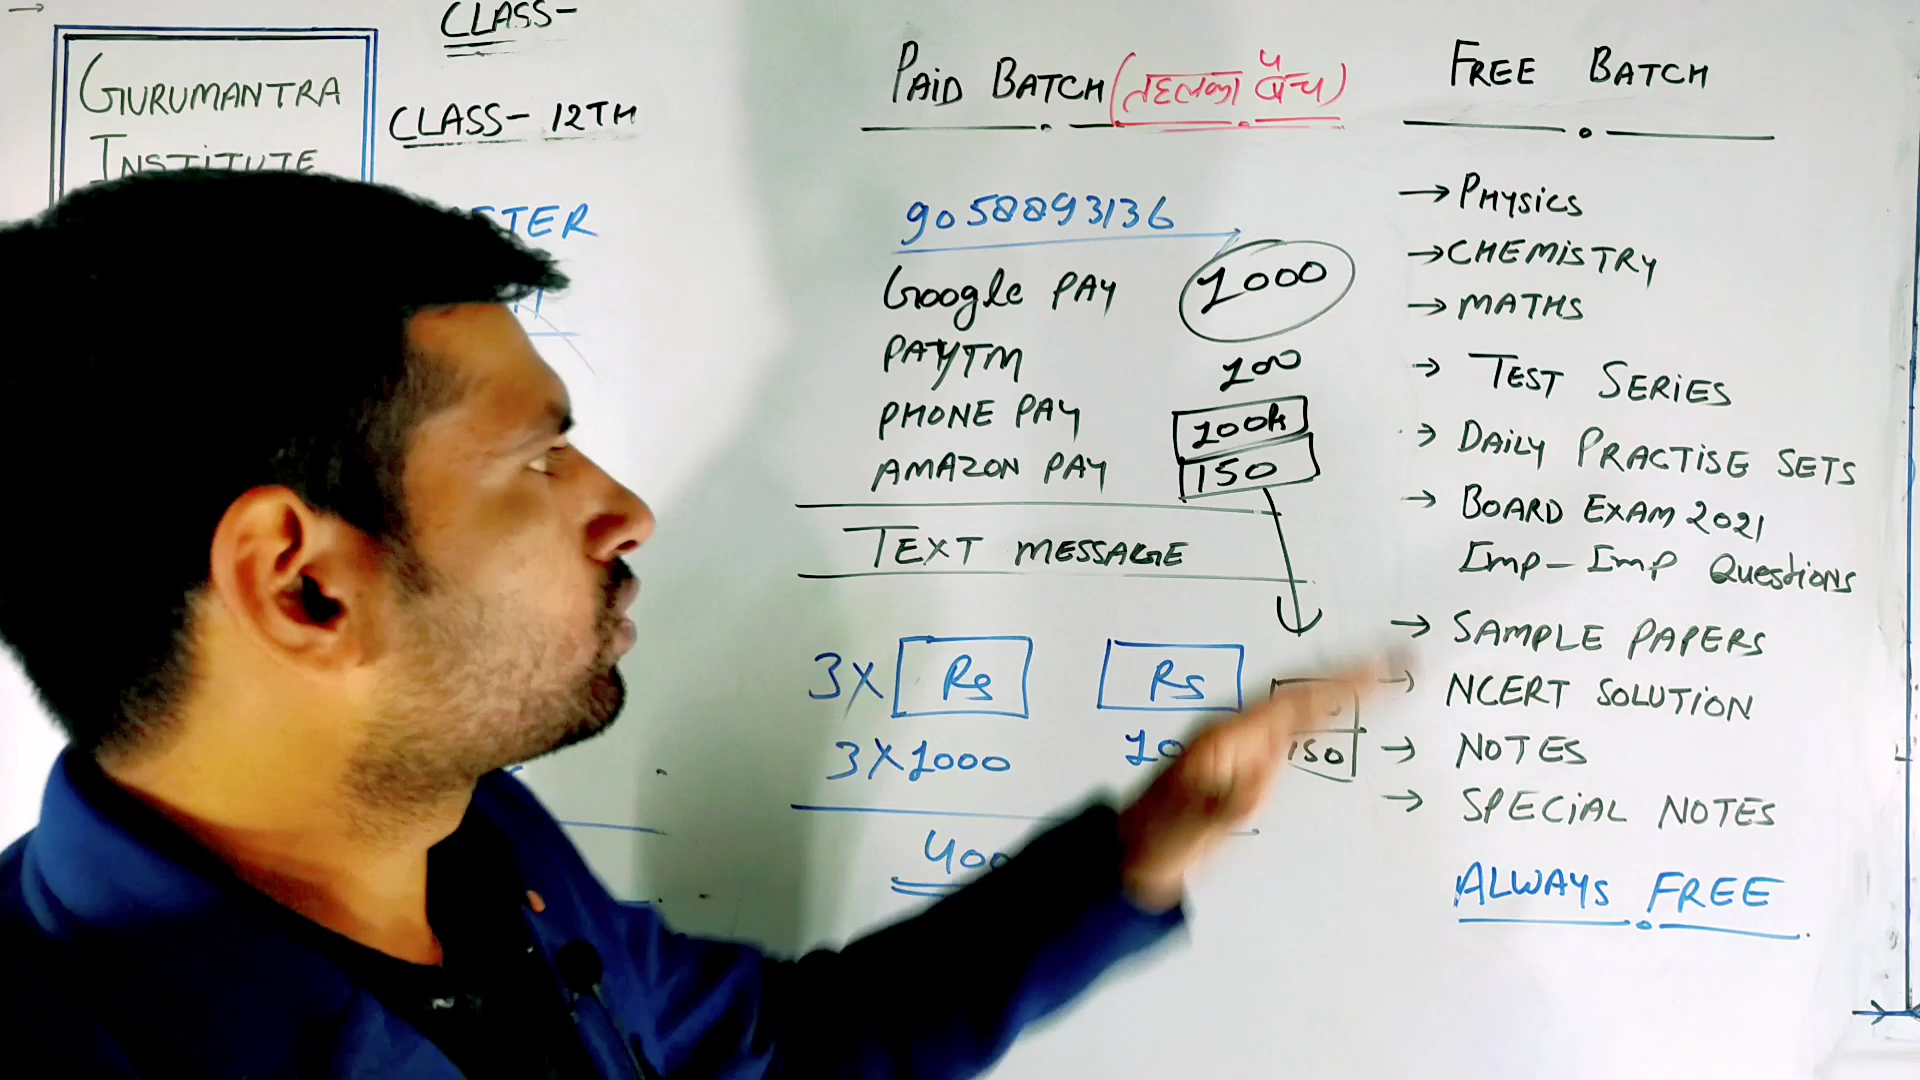 CLASS-
GURUMANTRA
INSTITUTE
CLASS- 12TH
PAID BATCH (तहलका बैच)
9058893136
GOOGLE PAY 1000
PAYTM 100
PHONE PAY 100K
AMAZON PAY 150
TEXT MESSAGE
3X Rs Rs
3X1000
150
FREE BATCH
→ PHYSICS
→ CHEMISTRY
→ MATHS
→ TEST SERIES
→ DAILY PRACTISE SETS
→ BOARD EXAM 2021
Imp-Imp Questions
→ SAMPLE PAPERS
→ NCERT SOLUTION
→ NOTES
→ SPECIAL NOTES
ALWAYS FREE